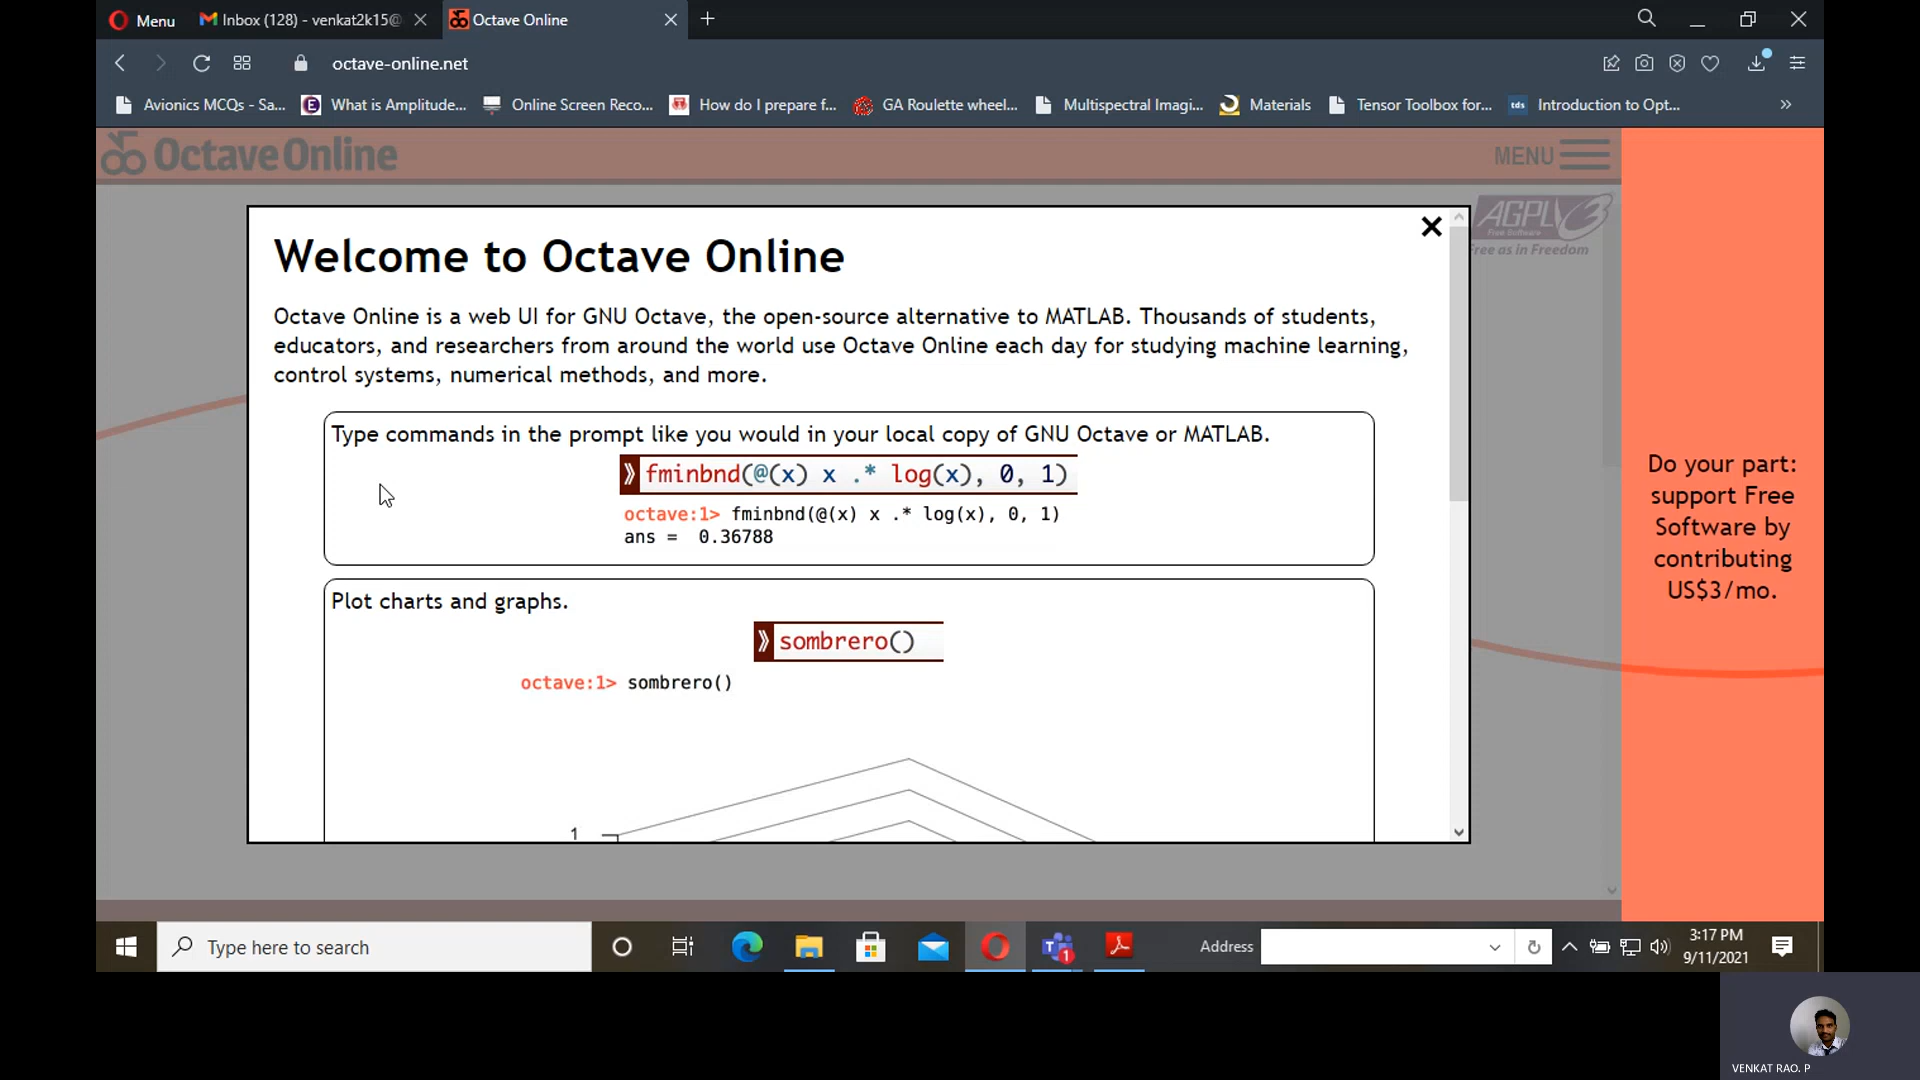 Menu
Inbox (128) - venkat2k15@
Octave Online
octave-online.net
Avionics MCQs - Sa...
What is Amplitude...
Online Screen Reco...
How do I prepare f...
GA Roulette wheel...
Multispectral Imagi...
Materials
Tensor Toolbox for...
tds
Introduction to Opt...
Octave Online
MENU
AGPL v3
Free Software
Free as in Freedom
Welcome to Octave Online
Octave Online is a web UI for GNU Octave, the open-source alternative to MATLAB. Thousands of students,
educators, and researchers from around the world use Octave Online each day for studying machine learning,
control systems, numerical methods, and more.
Type commands in the prompt like you would in your local copy of GNU Octave or MATLAB.
» fminbnd(@(x) x .* log(x), 0, 1)
octave:1> fminbnd(@(x) x .* log(x), 0, 1)
ans = 0.36788
Plot charts and graphs.
» sombrero()
octave:1> sombrero()
1
Do your part:
support Free
Software by
contributing
US$3/mo.
Type here to search
1
Address
3:17 PM
9/11/2021
VENKAT RAO. P